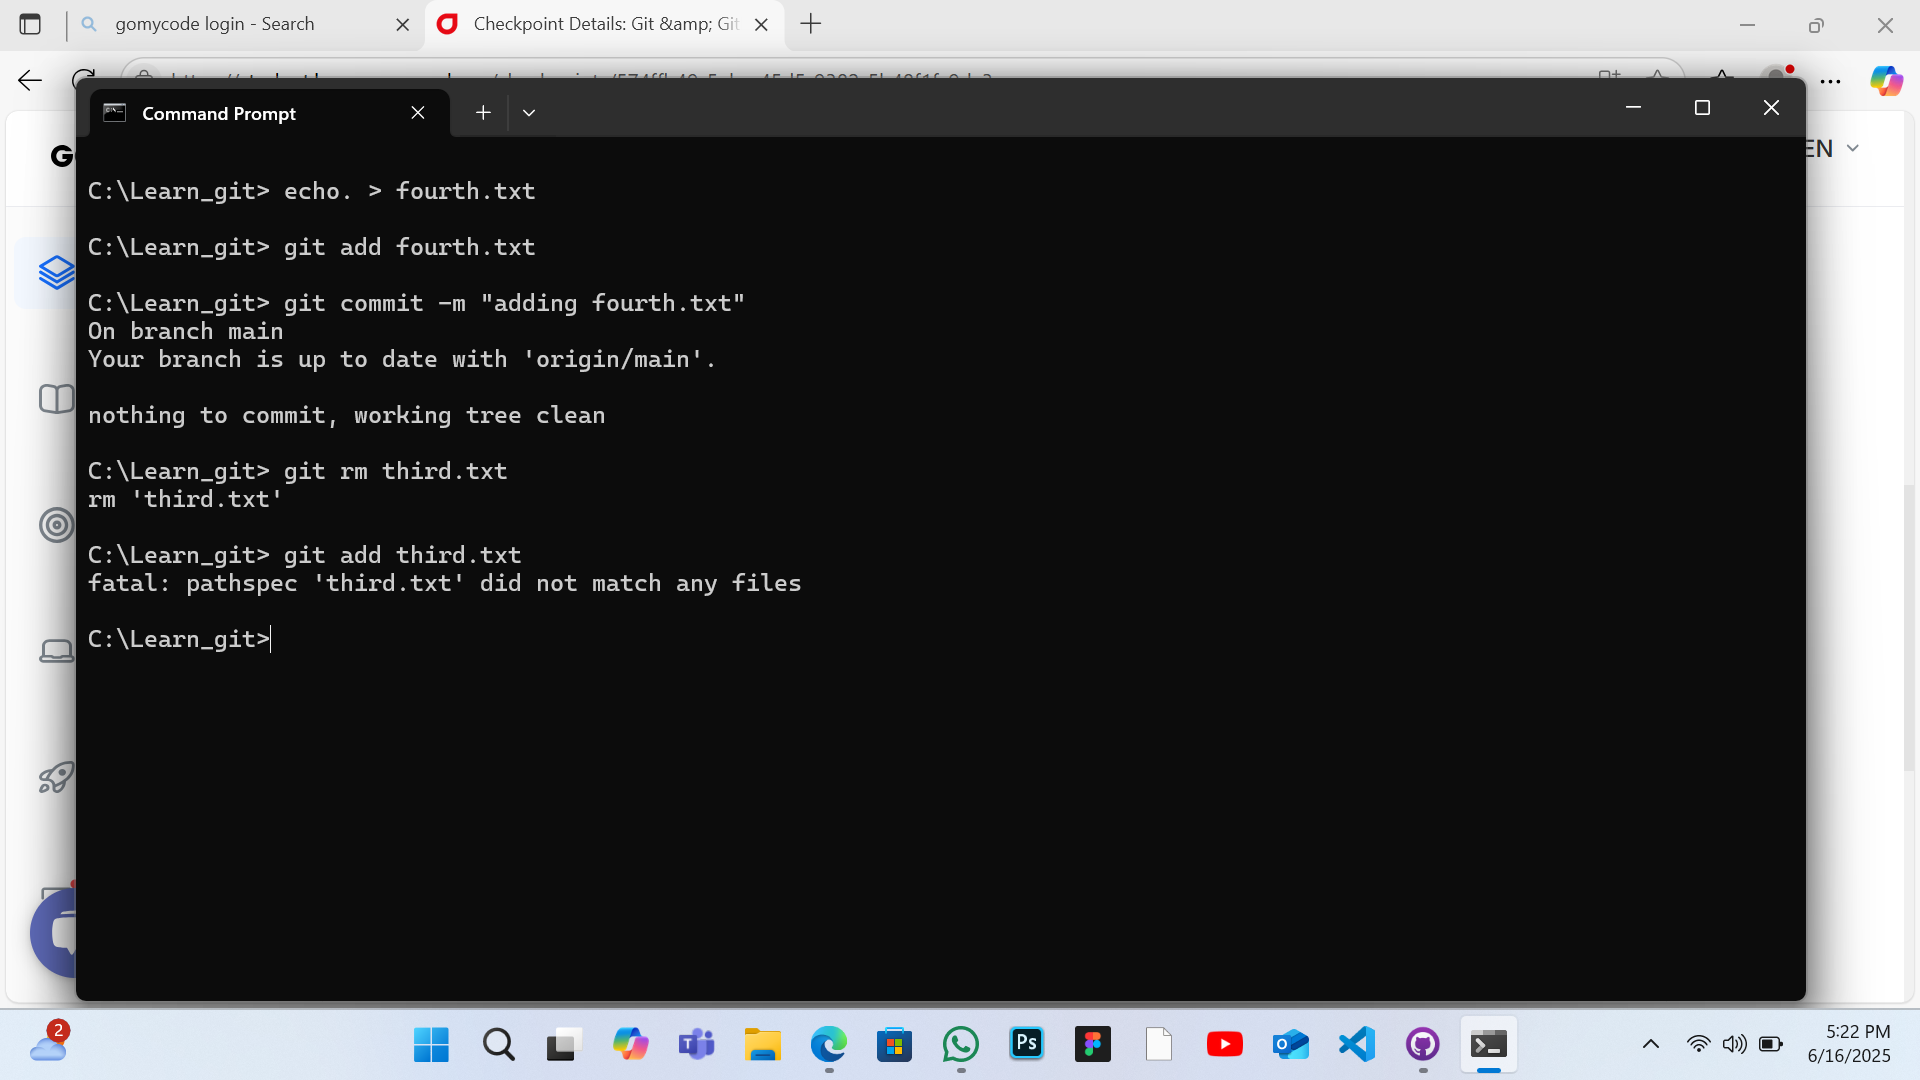 gomycode login - Search
Checkpoint Details: Git &amp; Git
Command Prompt
EN
C:\Learn_git> echo. > fourth.txt
C:\Learn_git> git add fourth.txt
C:\Learn_git> git commit -m "adding fourth.txt"
On branch main
Your branch is up to date with 'origin/main'.
nothing to commit, working tree clean
C:\Learn_git> git rm third.txt
rm 'third.txt'
C:\Learn_git> git add third.txt
fatal: pathspec 'third.txt' did not match any files
C:\Learn_git>
2
Ps
5:22 PM
6/16/2025